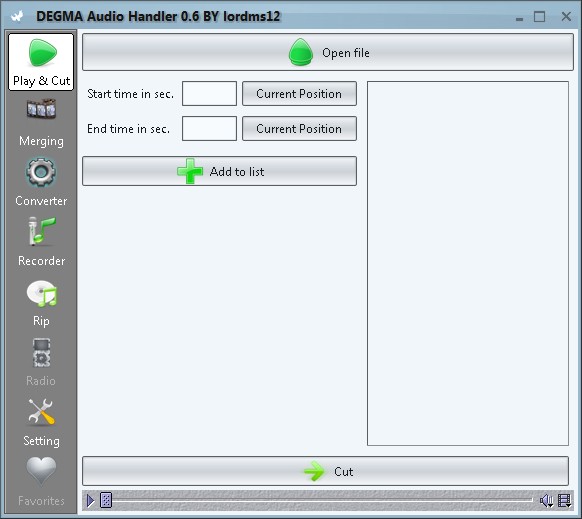 DEGMA Audio Handler 0.6 BY lordms12
Play & Cut
Merging
Converter
Recorder
Rip
Radio
Setting
Favorites
Open file
Start time in sec.
Current Position
End time in sec.
Current Position
Add to list
Cut